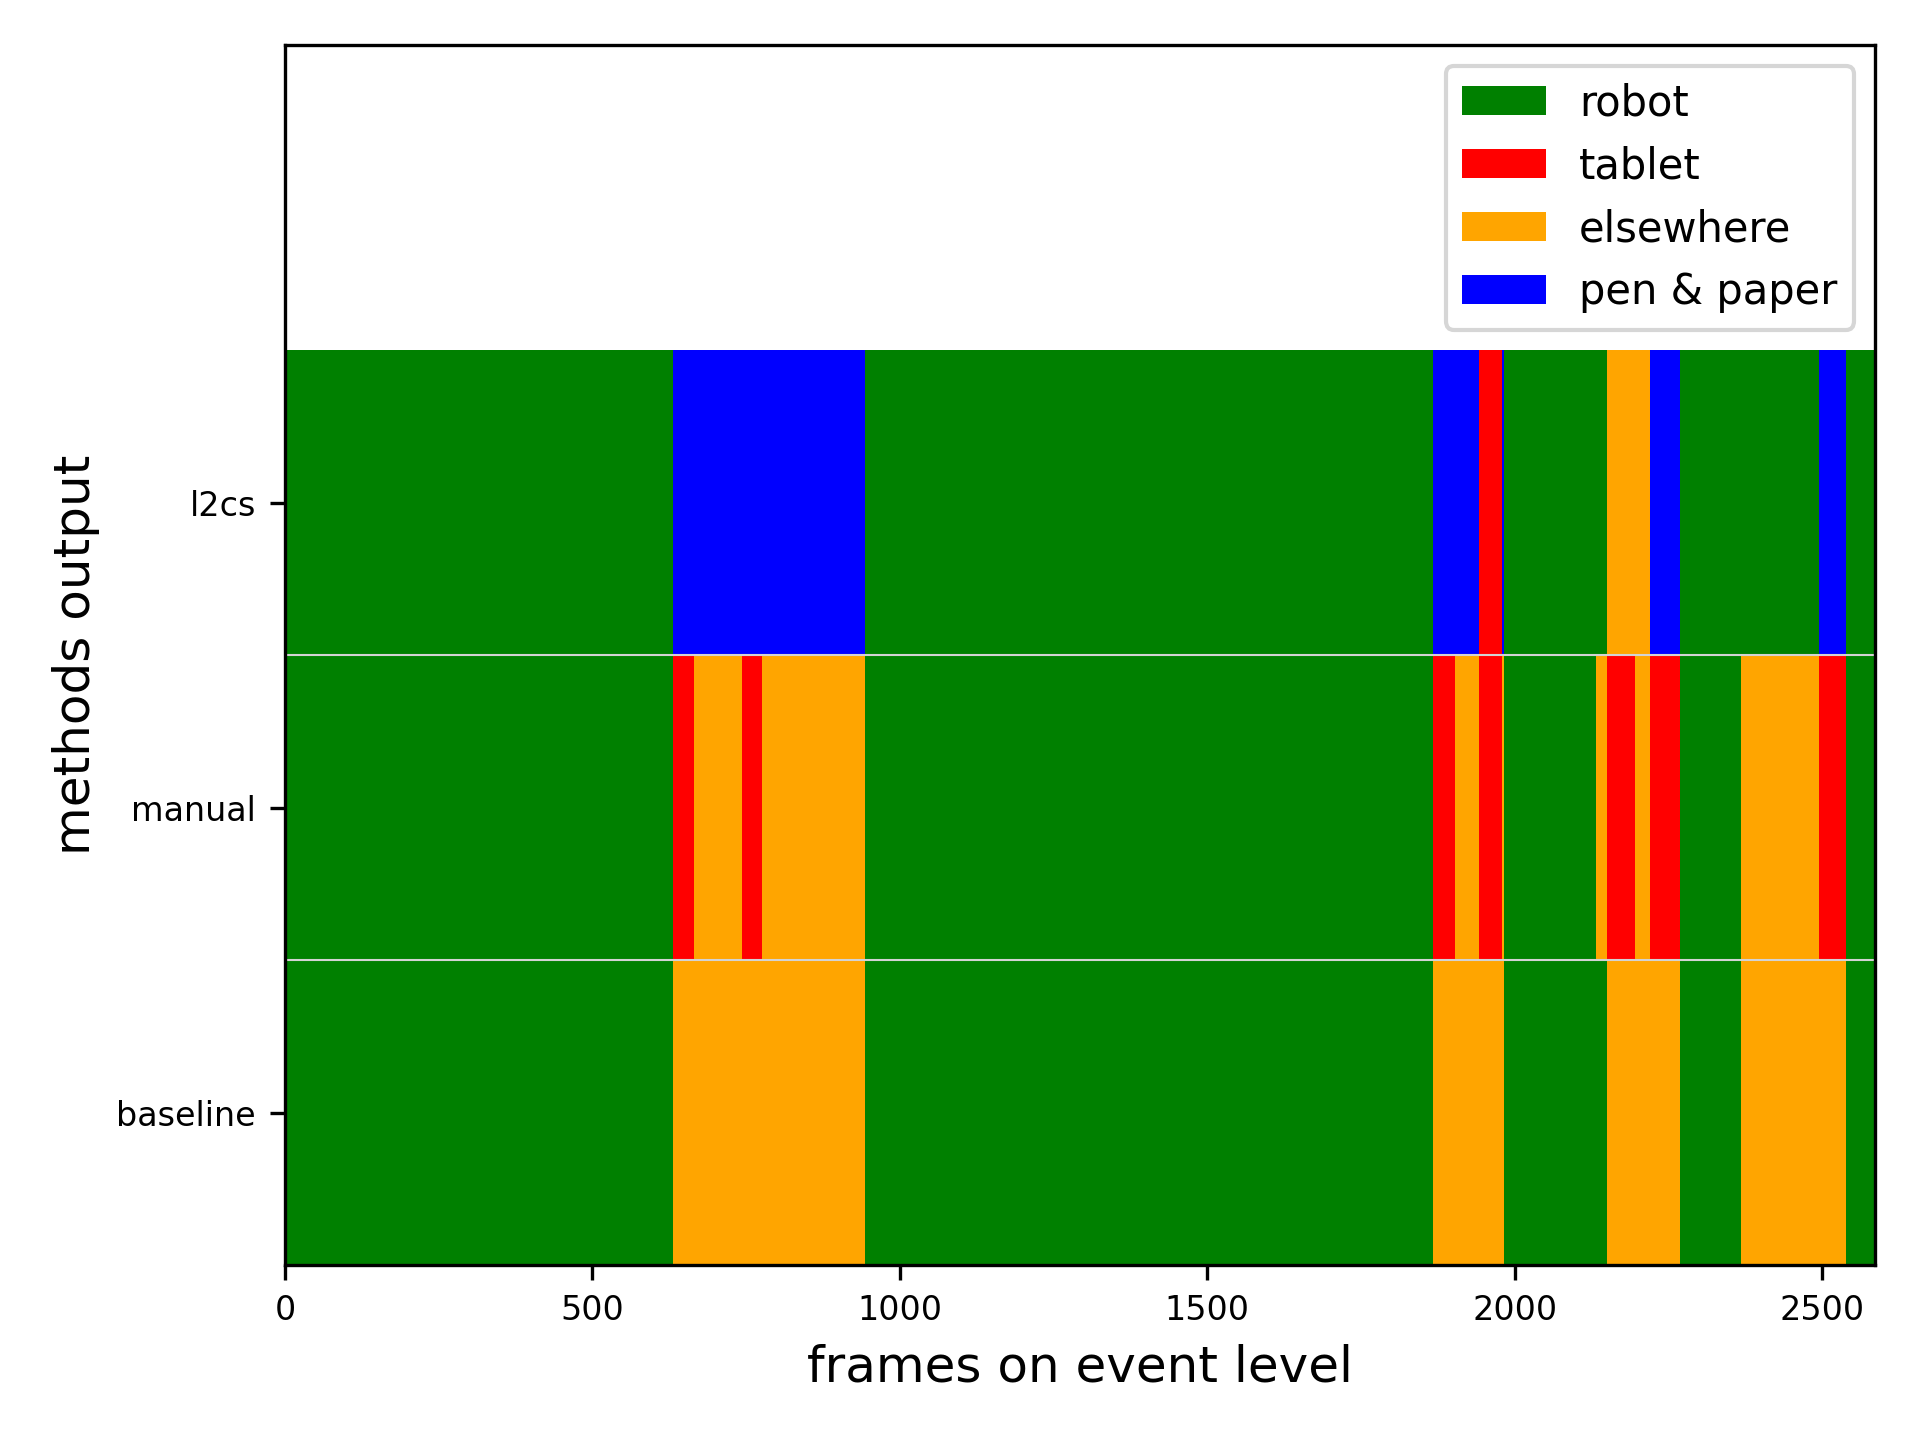 robot
tablet
elsewhere
pen & paper
methods output
l2cs
manual
baseline
0 500 1000 1500 2000 2500
frames on event level